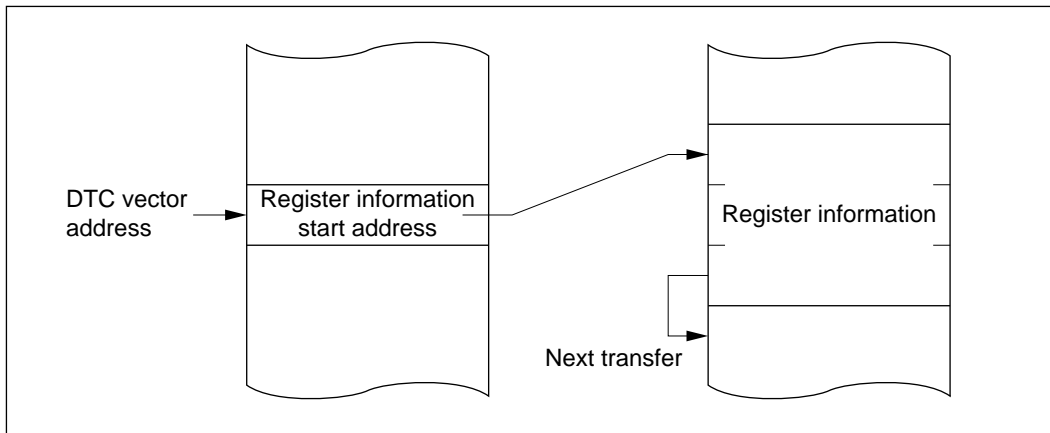 DTC vector
address
Register information
start address
Register information
Next transfer